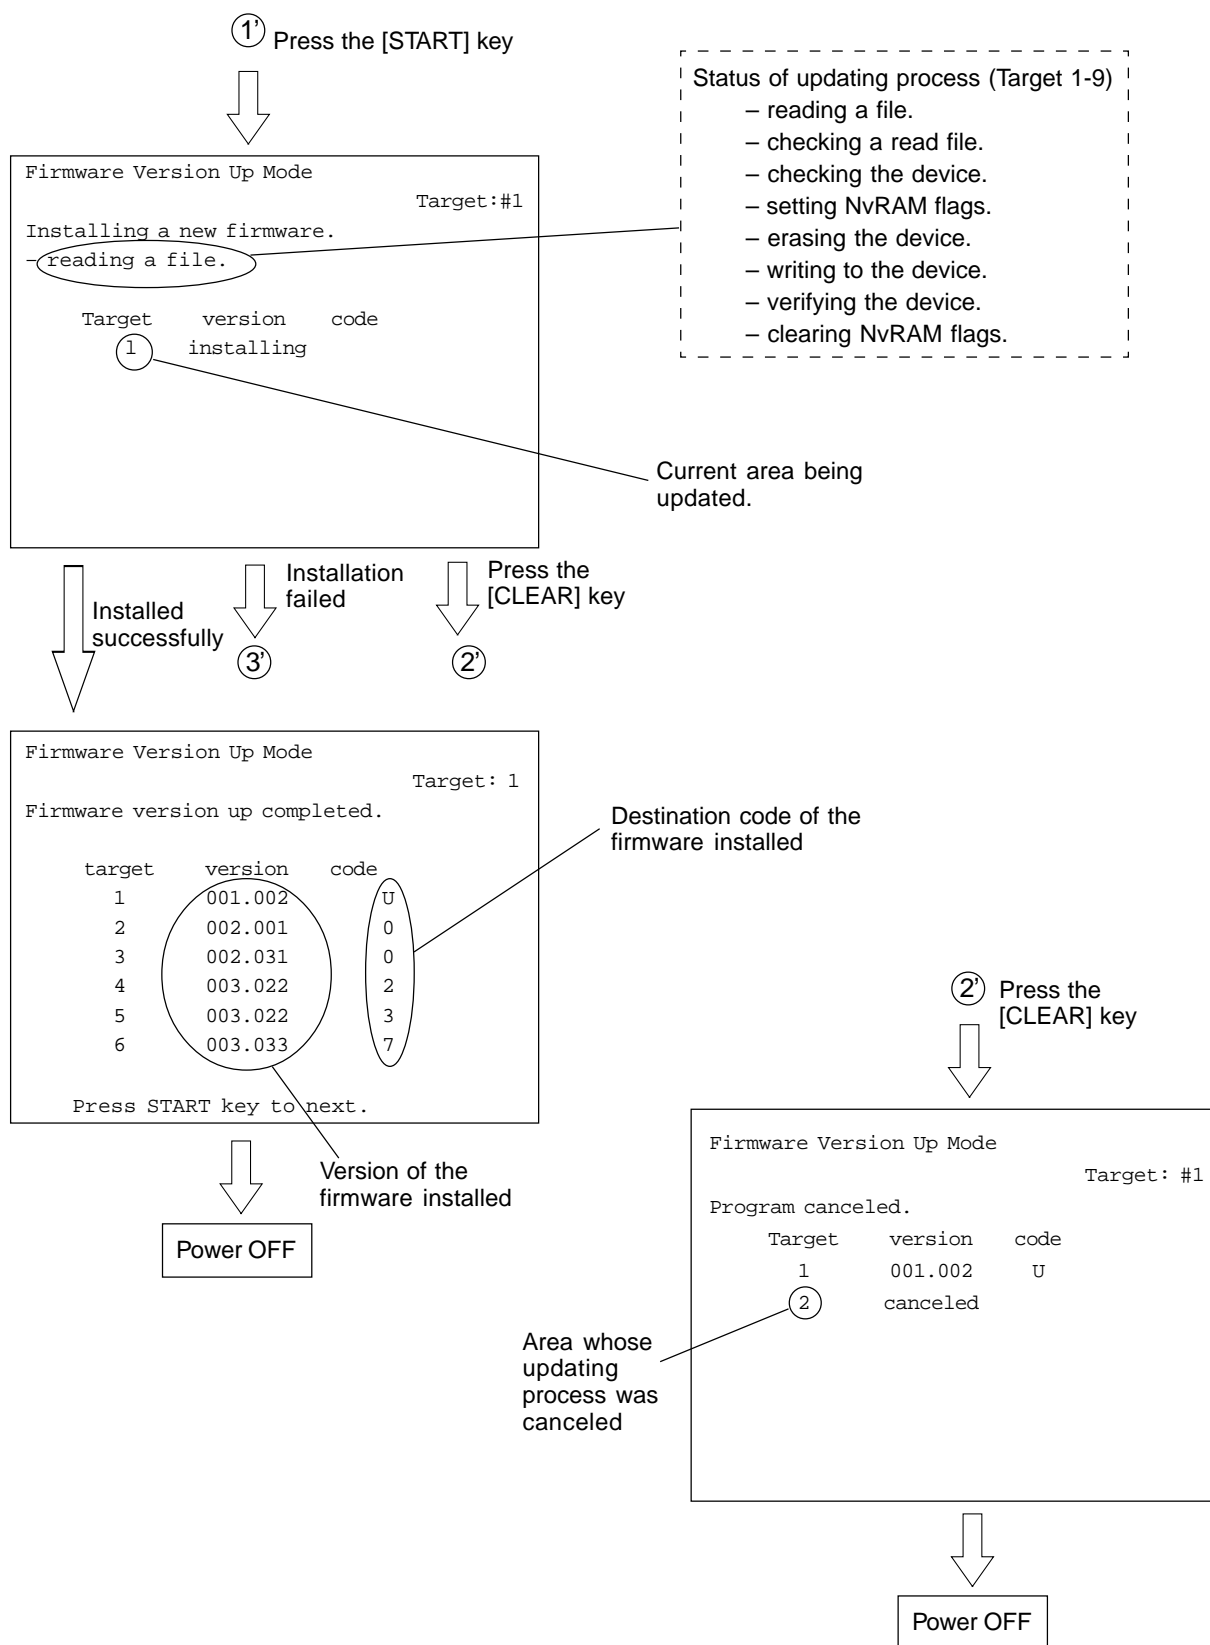 1’ Press the [START] key
Status of updating process (Target 1-9)
– reading a file.
– checking a read file.
– checking the device.
– setting NvRAM flags.
– erasing the device.
– writing to the device.
– verifying the device.
– clearing NvRAM flags.
Firmware Version Up Mode
Target:#1
Installing a new firmware.
– reading a file.
Target version code
1 installing
Current area being
updated.
Installed
successfully
Installation
failed
3’
Press the
[CLEAR] key
2’
Firmware Version Up Mode
Target: 1
Firmware version up completed.
target version code
1 001.002 U
2 002.001 0
3 002.031 0
4 003.022 2
5 003.022 3
6 003.033 7
Press START key to next.
Destination code of the
firmware installed
Version of the
firmware installed
Power OFF
2’ Press the
[CLEAR] key
Firmware Version Up Mode
Target: #1
Program canceled.
Target version code
1 001.002 U
2 canceled
Area whose
updating
process was
canceled
Power OFF